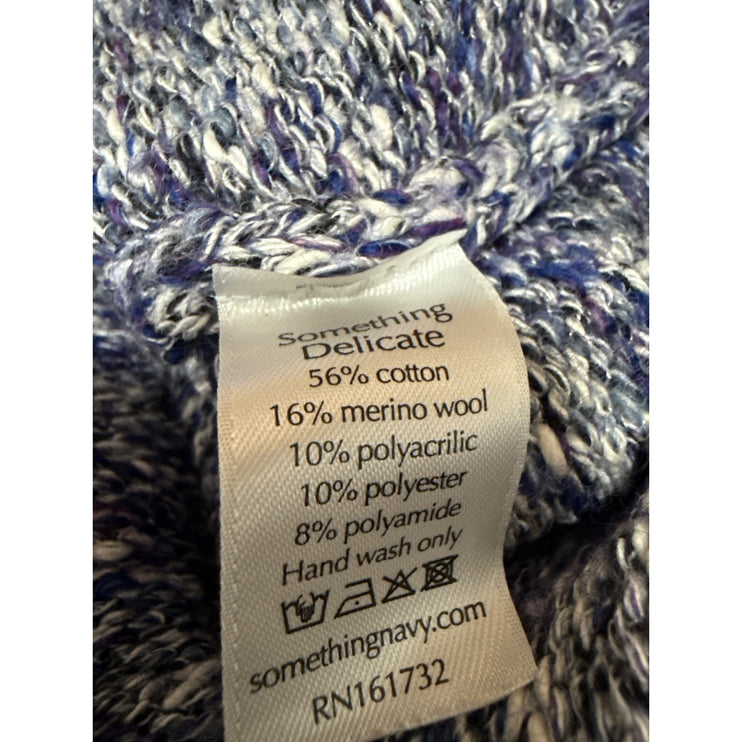 Something
Delicate
56% cotton
16% merino wool
10% polyacrilic
10% polyester
8% polyamide
Hand wash only
somethingnavy.com
RN161732